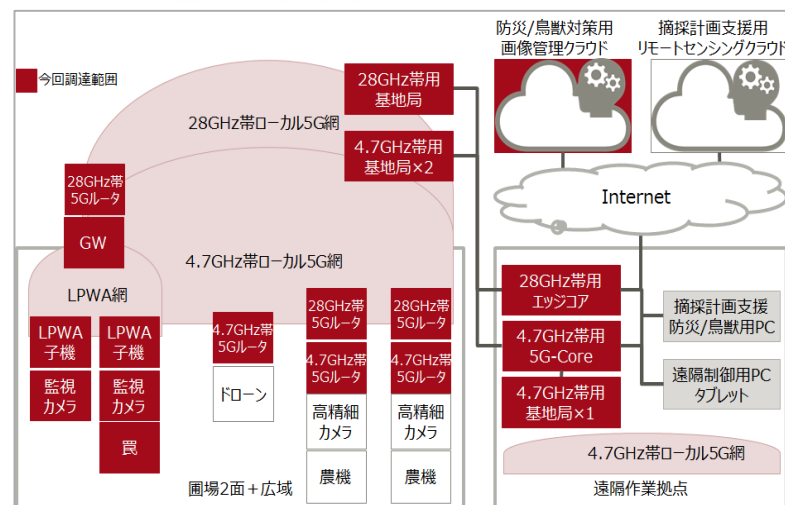 今回調達範囲
28GHz帯ローカル5G網
28GHz帯用
基地局
4.7GHz帯用
基地局×2
防災/鳥獣対策用
画像管理クラウド
摘採計画支援用
リモートセンシングクラウド
Internet
28GHz帯
5Gルータ
GW
LPWA網
4.7GHz帯ローカル5G網
LPWA
子機
監視
カメラ
LPWA
子機
監視
カメラ
罠
4.7GHz帯
5Gルータ
ドローン
28GHz帯
5Gルータ
4.7GHz帯
5Gルータ
高精細
カメラ
農機
28GHz帯
5Gルータ
4.7GHz帯
5Gルータ
高精細
カメラ
農機
圃場2面+広域
28GHz帯用
エッジコア
4.7GHz帯用
5G-Core
4.7GHz帯用
基地局×1
摘採計画支援
防災/鳥獣用PC
遠隔制御用PC
タブレット
4.7GHz帯ローカル5G網
遠隔作業拠点